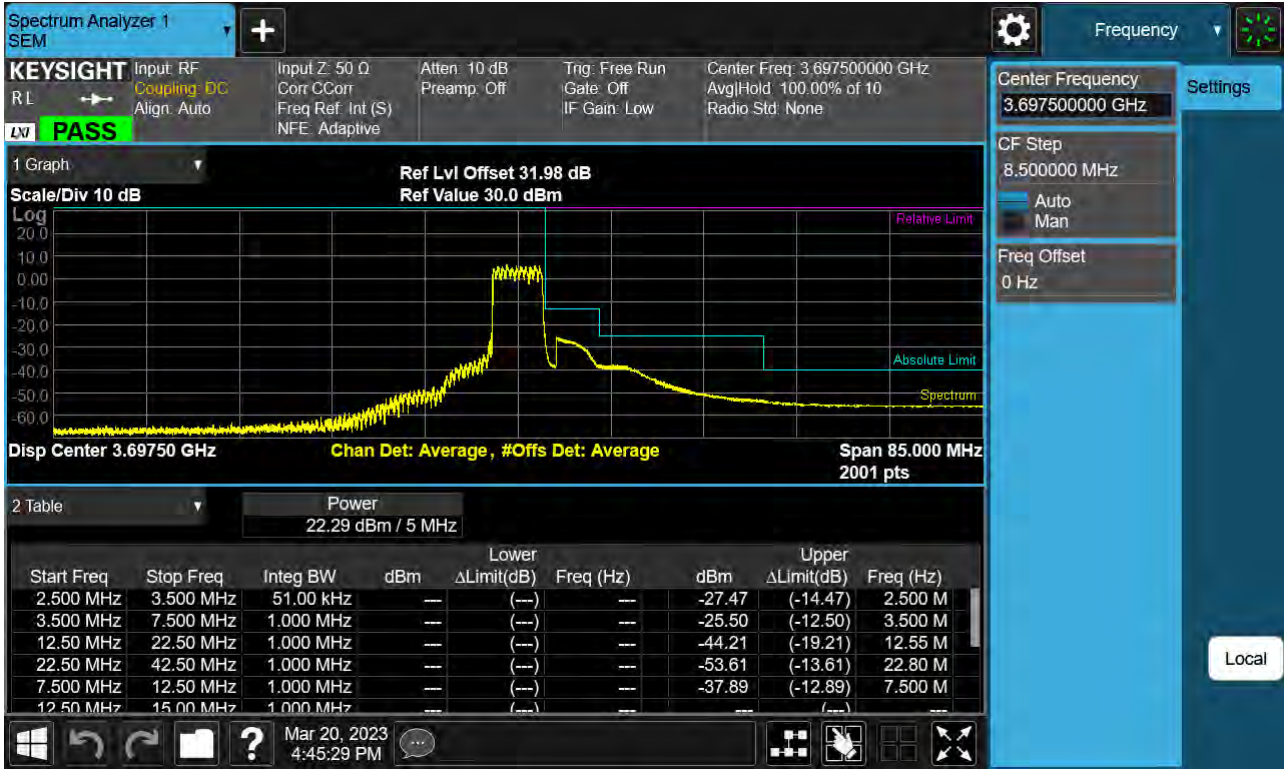 Spectrum Analyzer 1
SEM
Frequency
KEYSIGHT
R L
LXI
PASS
Input: RF
Coupling: DC
Align: Auto
Input Z: 50 Ω
Corr CCorr
Freq Ref: Int (S)
NFE: Adaptive
Atten: 10 dB
Preamp: Off
Trig: Free Run
Gate: Off
IF Gain: Low
Center Freq: 3.697500000 GHz
Avg|Hold: 100.00% of 10
Radio Std: None
Center Frequency
3.697500000 GHz
Settings
CF Step
8.500000 MHz
Auto
Man
Freq Offset
0 Hz
1 Graph
Scale/Div 10 dB
Ref Lvl Offset 31.98 dB
Ref Value 30.0 dBm
Log
20.0
10.0
0.00
-10.0
-20.0
-30.0
-40.0
-50.0
-60.0
Relative Limit
Absolute Limit
Spectrum
Disp Center 3.69750 GHz
Chan Det: Average, #Offs Det: Average
Span 85.000 MHz
2001 pts
2 Table
Power
22.29 dBm / 5 MHz
Lower Upper
Start Freq Stop Freq Integ BW dBm ΔLimit(dB) Freq (Hz) dBm ΔLimit(dB) Freq (Hz)
2.500 MHz 3.500 MHz 51.00 kHz --- (---) --- -27.47 (-14.47) 2.500 M
3.500 MHz 7.500 MHz 1.000 MHz --- (---) --- -25.50 (-12.50) 3.500 M
12.50 MHz 22.50 MHz 1.000 MHz --- (---) --- -44.21 (-19.21) 12.55 M
22.50 MHz 42.50 MHz 1.000 MHz --- (---) --- -53.61 (-13.61) 22.80 M
7.500 MHz 12.50 MHz 1.000 MHz --- (---) --- -37.89 (-12.89) 7.500 M
12.50 MHz 15.00 MHz 1.000 MHz --- (---) --- --- (---) ---
Local
Mar 20, 2023
4:45:29 PM